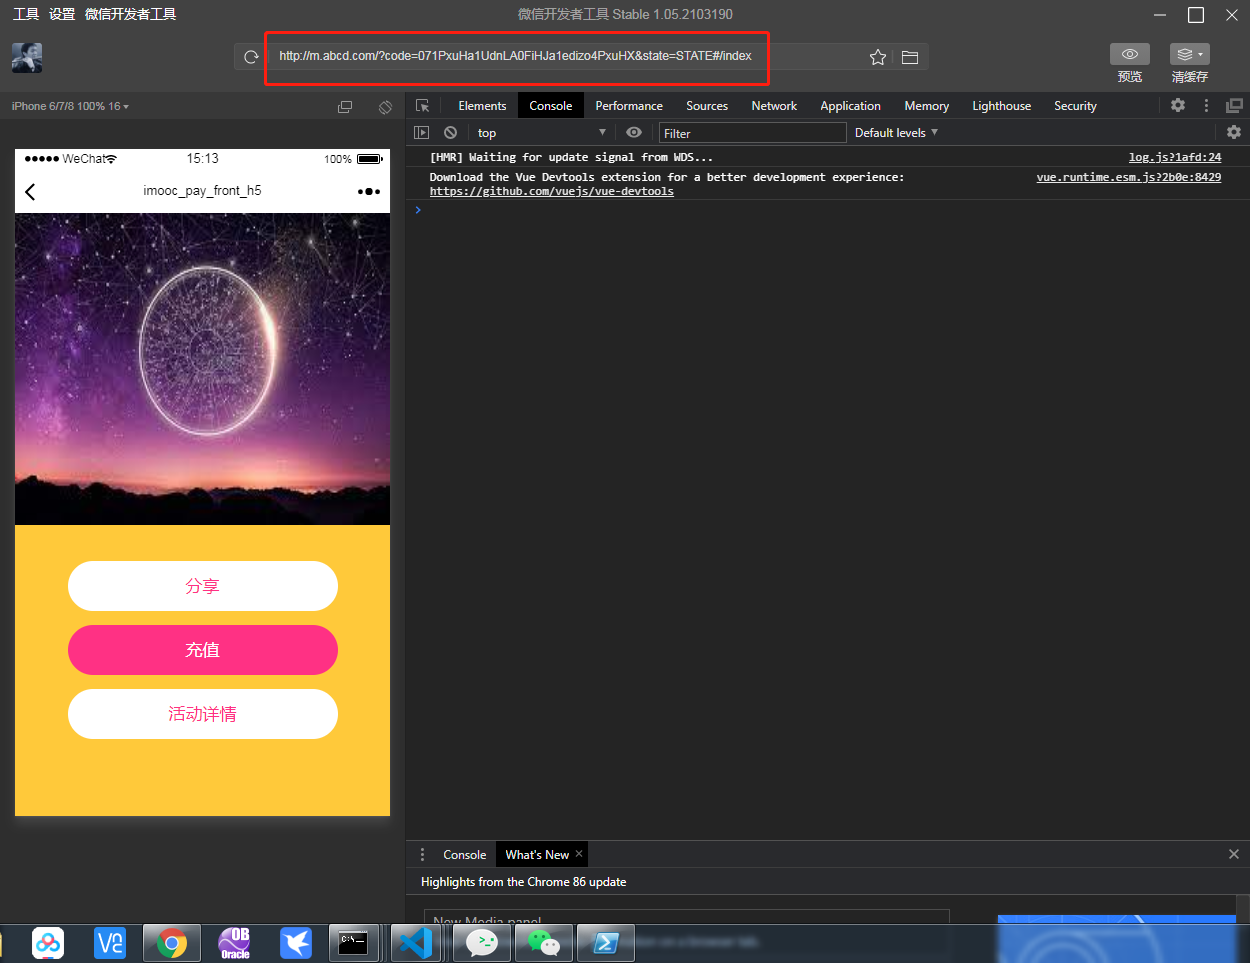 工具 设置 微信开发者工具
微信开发者工具 Stable 1.05.2103190
http://m.abcd.com/?code=071PxuHa1UdnLA0FiHJa1edizo4PxuHX&state=STATE#/index
预览
清缓存
iPhone 6/7/8 100% 16
Elements Console Performance Sources Network Application Memory Lighthouse Security
top
Filter
Default levels
WeChat
15:13
100%
imooc_pay_front_h5
[HMR] Waiting for update signal from WDS...
log.js?1afd:24
Download the Vue Devtools extension for a better development experience:
vue.runtime.esm.js?2b0e:8429
https://github.com/vuejs/vue-devtools
分享
充值
活动详情
Console
What's New
Highlights from the Chrome 86 update
New Media panel
OB
Oracle
C:\